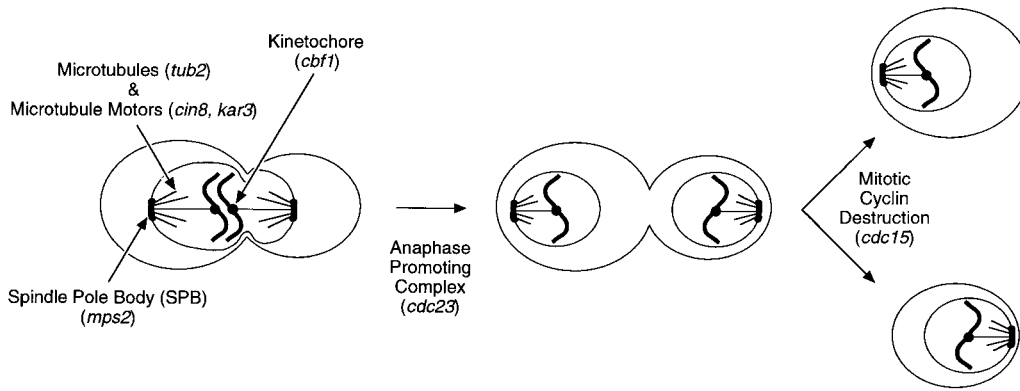 Kinetochore
(cbf1)
Microtubules (tub2)
&
Microtubule Motors (cin8, kar3)
Spindle Pole Body (SPB)
(mps2)
Anaphase
Promoting
Complex
(cdc23)
Mitotic
Cyclin
Destruction
(cdc15)